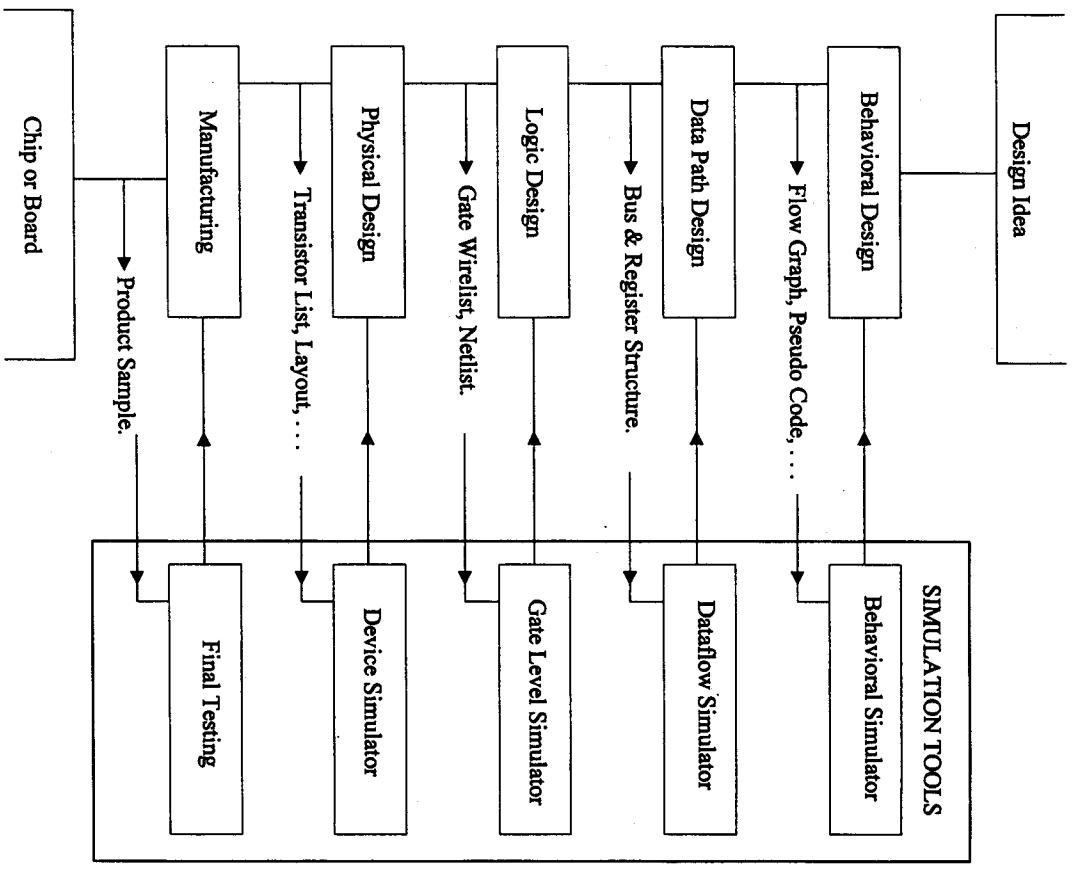 Design Idea
SIMULATION TOOLS
Behavioral Design
Behavioral Simulator
Flow Graph, Pseudo Code, . . .
Data Path Design
Dataflow Simulator
Bus & Register Structure.
Logic Design
Gate Level Simulator
Gate Wirelist, Netlist.
Physical Design
Device Simulator
Transistor List, Layout, . . .
Manufacturing
Final Testing
Product Sample.
Chip or Board